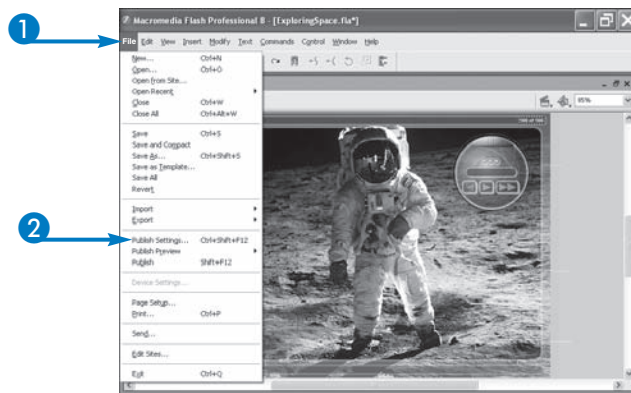 Macromedia Flash Professional 8 - [ExploringSpace.fla*]
1
File Edit View Insert Modify Text Commands Control Window Help
New... Ctrl+N
Open... Ctrl+O
Open from Site...
Open Recent
Close Ctrl+W
Close All Ctrl+Alt+W
95%
Save Ctrl+S
Save and Compact
Save As... Ctrl+Shift+S
Save as Template...
Save All
Revert
Import
Export
2
Publish Settings... Ctrl+Shift+F12
Publish Preview
Publish Shift+F12
Device Settings...
Page Setup...
Print... Ctrl+P
Send...
Edit Sites...
Exit Ctrl+Q